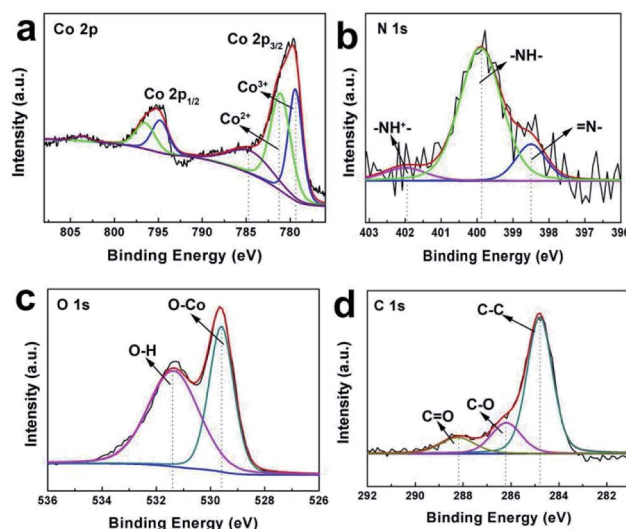 a Co 2p
Co 2p3/2
Co 2p1/2
Co3+
Co2+
Intensity (a.u.)
805 800 795 790 785 780
Binding Energy (eV)
b N 1s
-NH-
-NH+-
=N-
Intensity (a.u.)
403 402 401 400 399 398 397 396
Binding Energy (eV)
c O 1s
O-Co
O-H
Intensity (a.u.)
536 534 532 530 528 526
Binding Energy (eV)
d C 1s
C-C
C-O
C=O
Intensity (a.u.)
292 290 288 286 284 282
Binding Energy (eV)